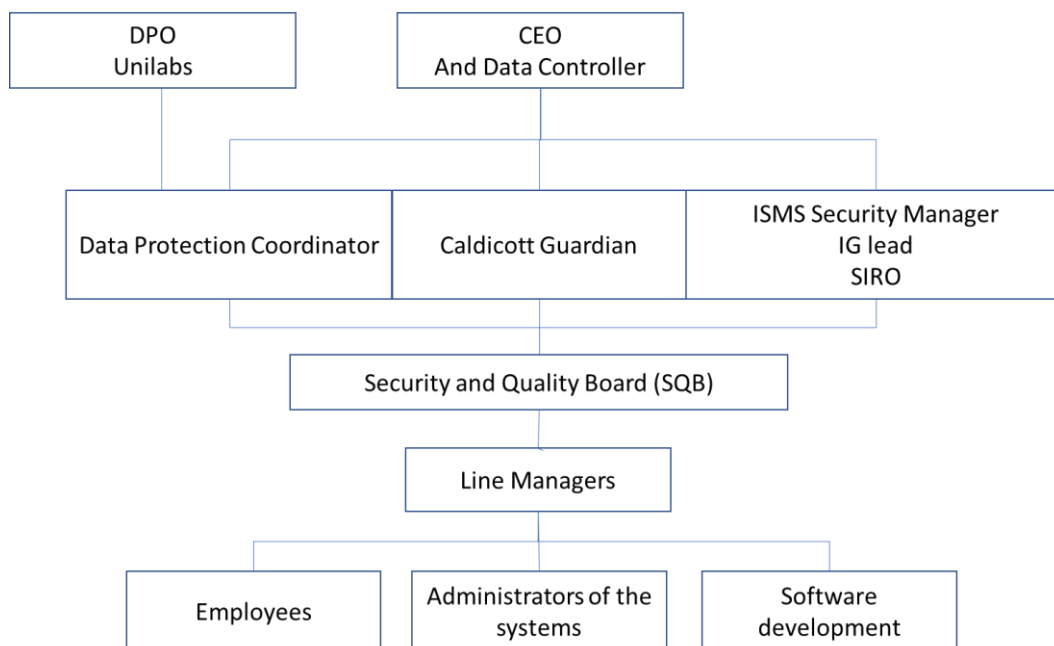 DPO
Unilabs
CEO
And Data Controller
Data Protection Coordinator
Caldicott Guardian
ISMS Security Manager
IG lead
SIRO
Security and Quality Board (SQB)
Line Managers
Employees
Administrators of the
systems
Software
development